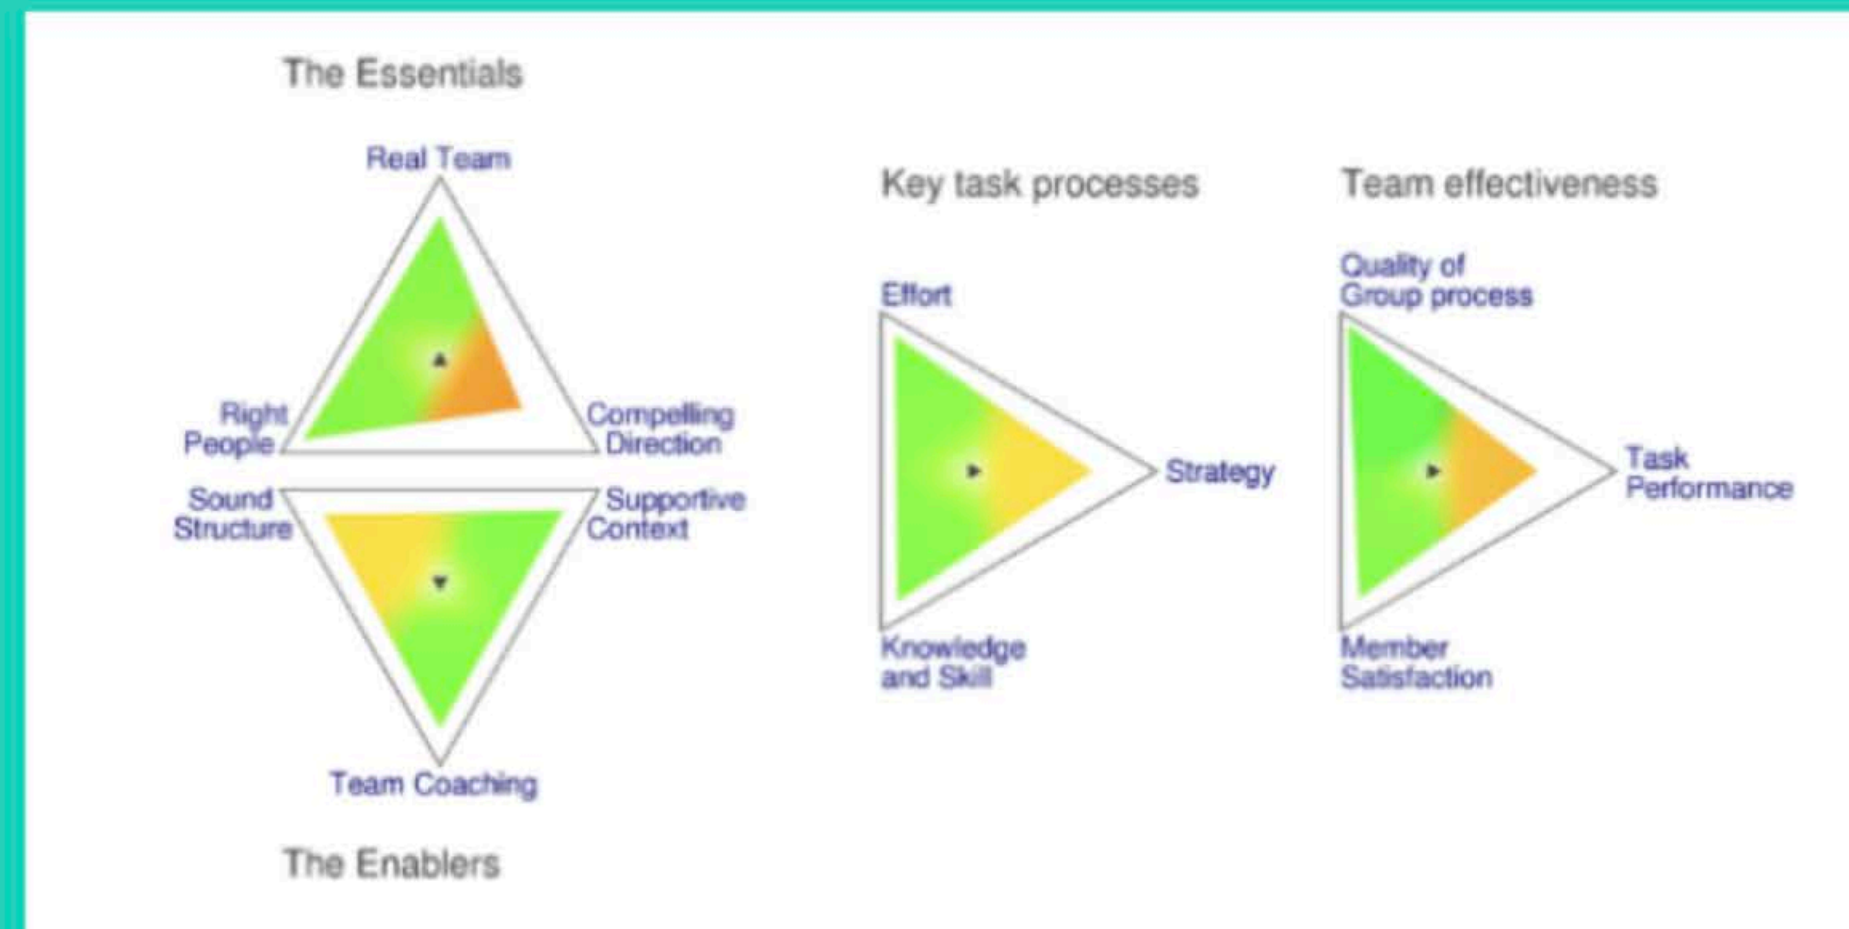 The Essentials
Real Team
Right
People
Compelling
Direction
Sound
Structure
Supportive
Context
Team Coaching
The Enablers
Key task processes
Effort
Strategy
Knowledge
and Skill
Team effectiveness
Quality of
Group process
Task
Performance
Member
Satisfaction